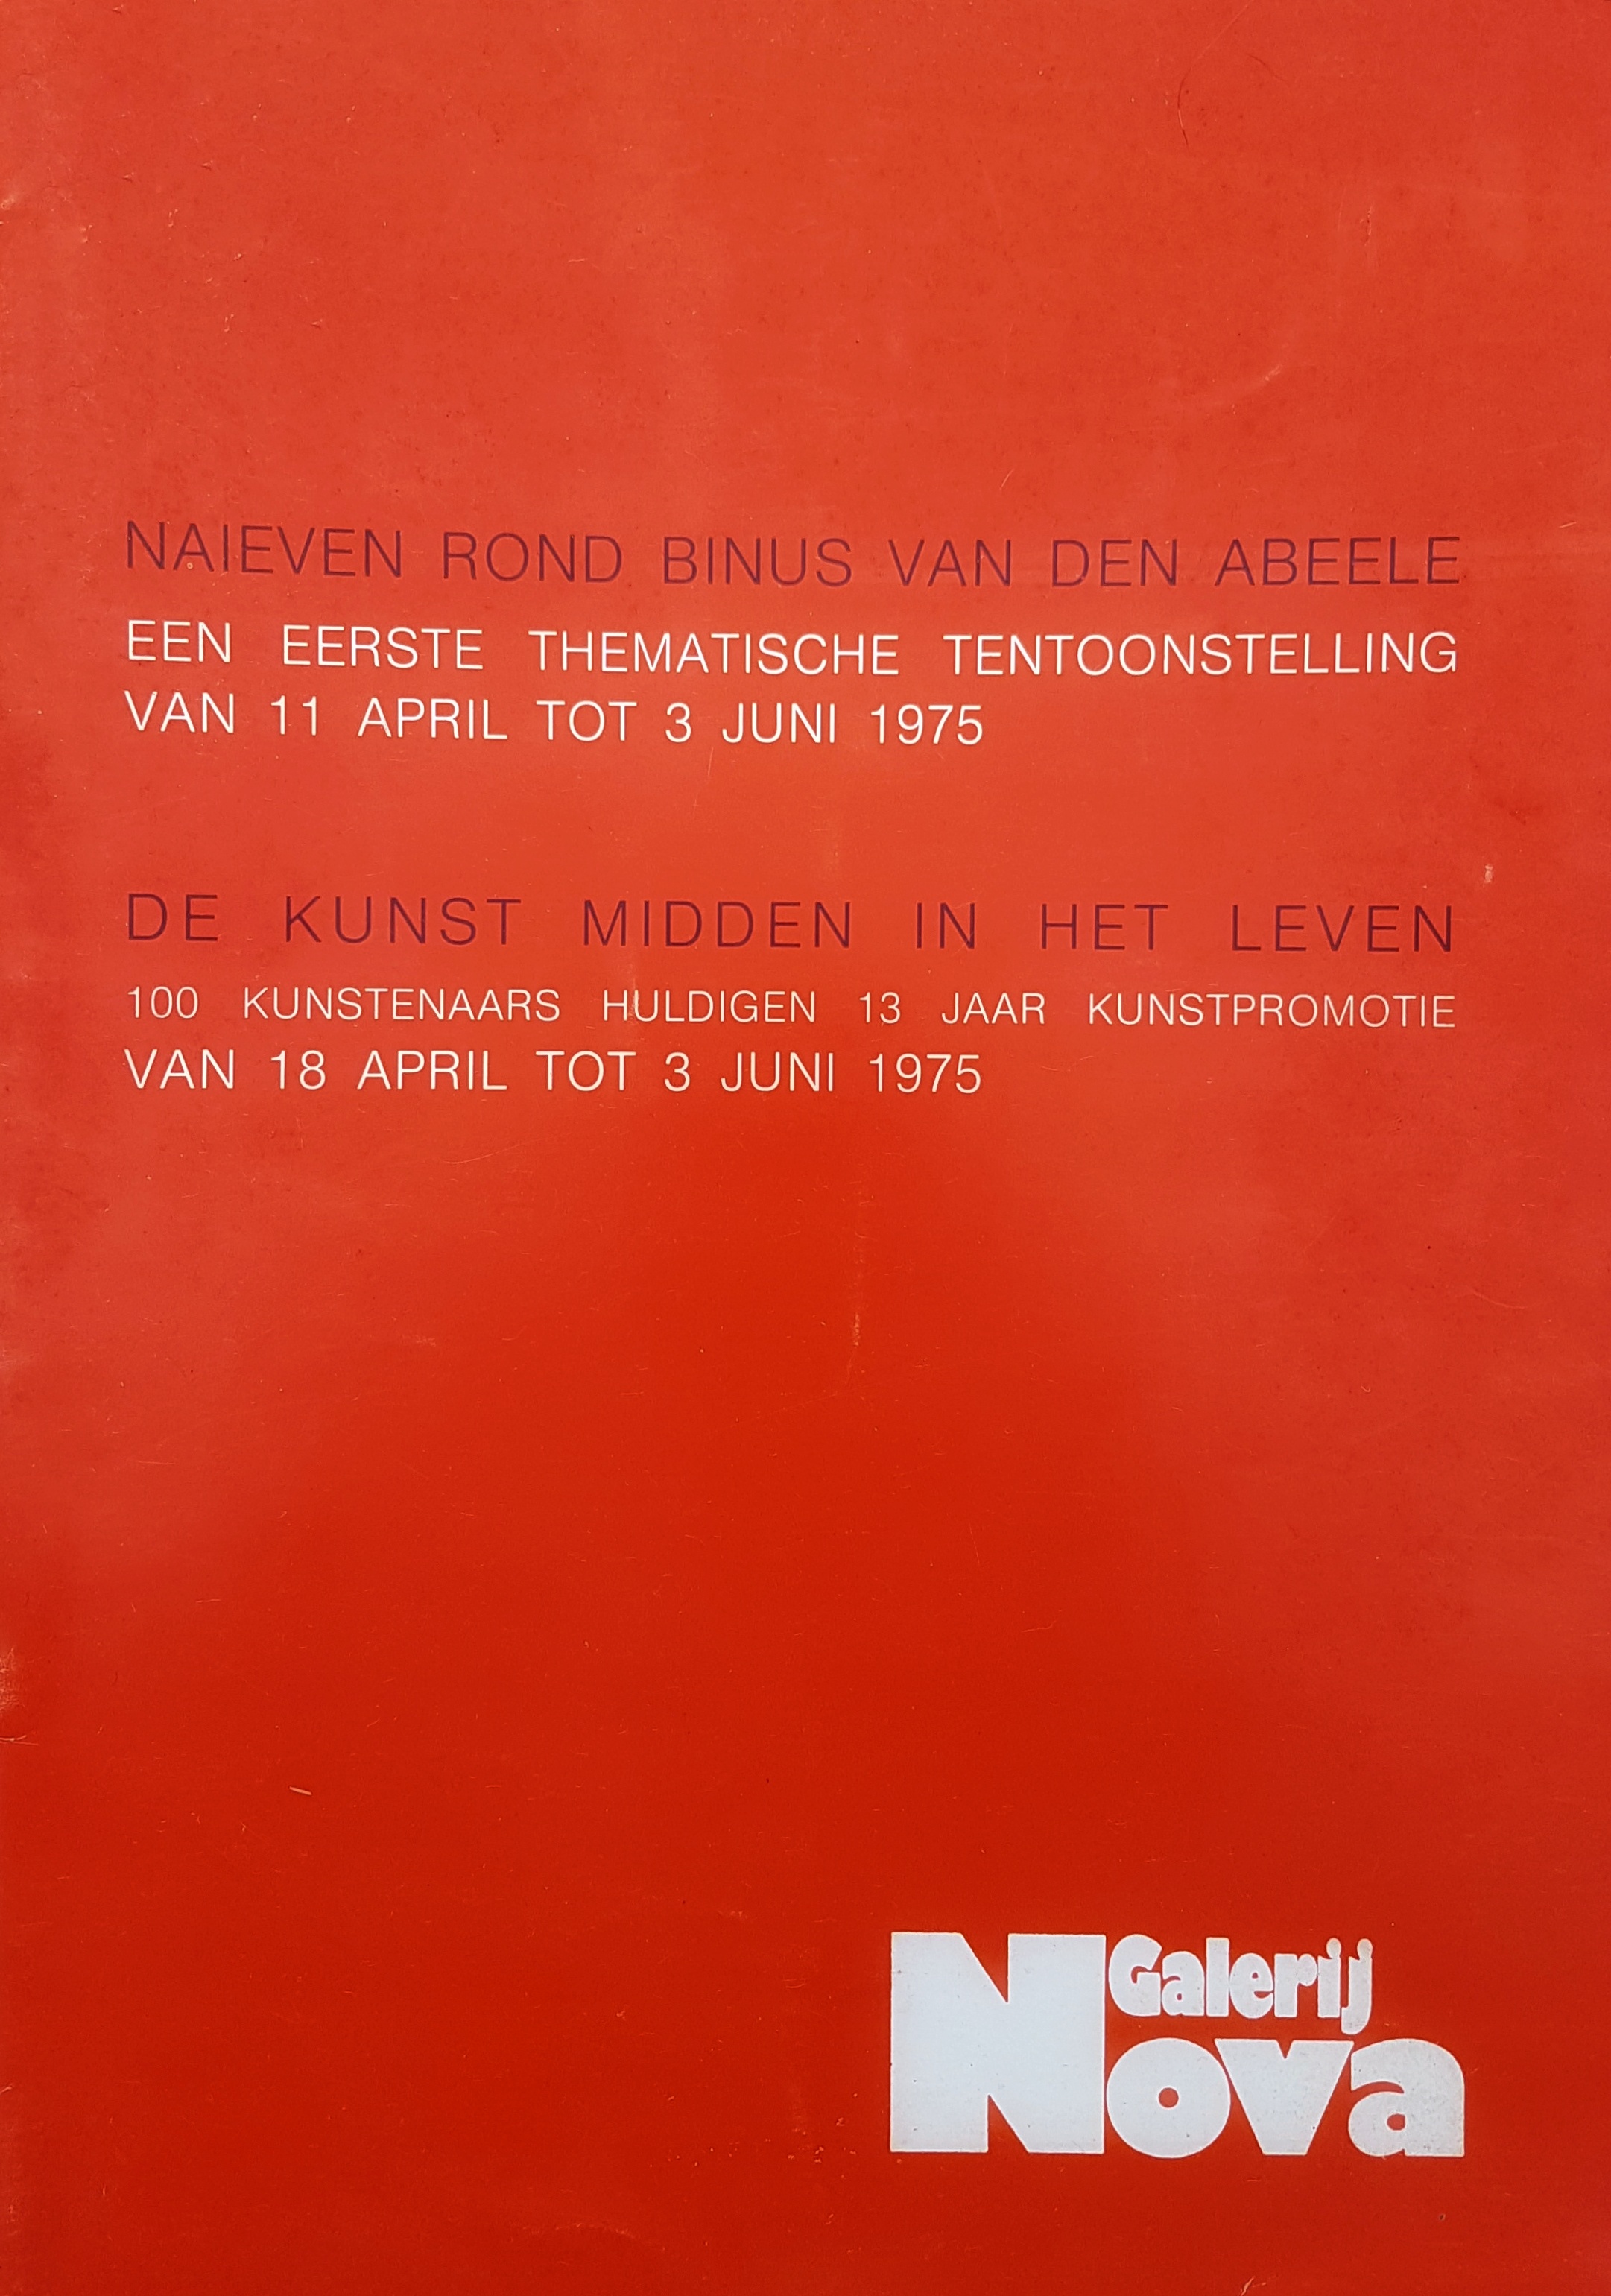 NAIEVEN ROND BINUS VAN DEN ABEELE
EEN EERSTE THEMATISCHE TENTOONSTELLING
VAN 11 APRIL TOT 3 JUNI 1975
DE KUNST MIDDEN IN HET LEVEN
100 KUNSTENAARS HULDIGEN 13 JAAR KUNSTPROMOTIE
VAN 18 APRIL TOT 3 JUNI 1975
Galerij
Nova